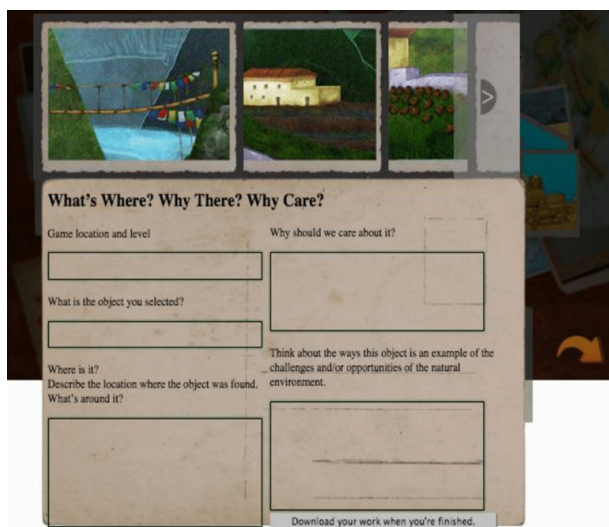 What's Where? Why There? Why Care?
Game location and level
What is the object you selected?
Where is it?
Describe the location where the object was found.
What's around it?
Why should we care about it?
Think about the ways this object is an example of the
challenges and/or opportunities of the natural
environment.
Download your work when you're finished.